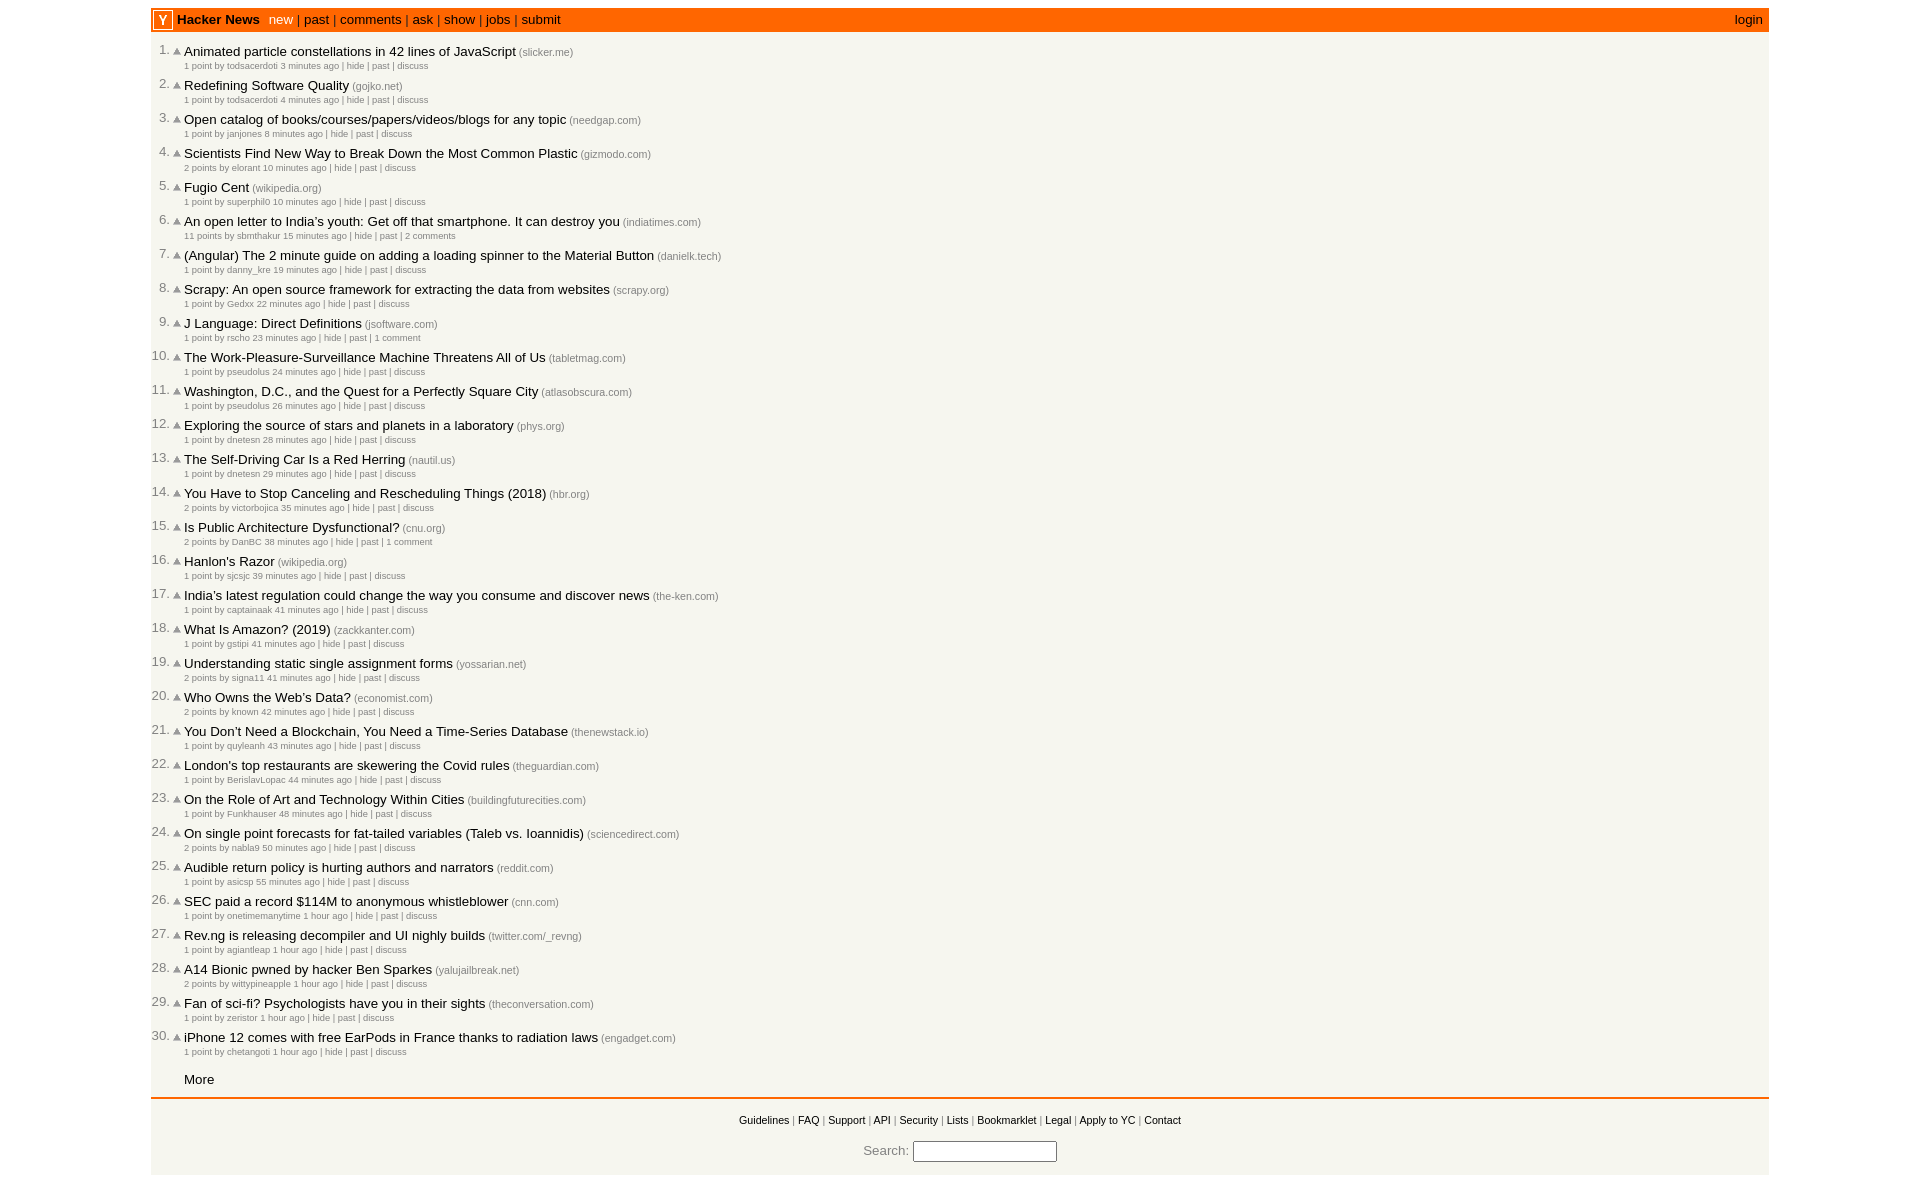 Y Hacker News new | past | comments | ask | show | jobs | submit login
1. Animated particle constellations in 42 lines of JavaScript (slicker.me)
1 point by todsacerdoti 3 minutes ago | hide | past | discuss
2. Redefining Software Quality (gojko.net)
1 point by todsacerdoti 4 minutes ago | hide | past | discuss
3. Open catalog of books/courses/papers/videos/blogs for any topic (needgap.com)
1 point by janjones 8 minutes ago | hide | past | discuss
4. Scientists Find New Way to Break Down the Most Common Plastic (gizmodo.com)
2 points by elorant 10 minutes ago | hide | past | discuss
5. Fugio Cent (wikipedia.org)
1 point by superphil0 10 minutes ago | hide | past | discuss
6. An open letter to India’s youth: Get off that smartphone. It can destroy you (indiatimes.com)
11 points by sbmthakur 15 minutes ago | hide | past | 2 comments
7. (Angular) The 2 minute guide on adding a loading spinner to the Material Button (danielk.tech)
1 point by danny_kre 19 minutes ago | hide | past | discuss
8. Scrapy: An open source framework for extracting the data from websites (scrapy.org)
1 point by Gedxx 22 minutes ago | hide | past | discuss
9. J Language: Direct Definitions (jsoftware.com)
1 point by rscho 23 minutes ago | hide | past | 1 comment
10. The Work-Pleasure-Surveillance Machine Threatens All of Us (tabletmag.com)
1 point by pseudolus 24 minutes ago | hide | past | discuss
11. Washington, D.C., and the Quest for a Perfectly Square City (atlasobscura.com)
1 point by pseudolus 26 minutes ago | hide | past | discuss
12. Exploring the source of stars and planets in a laboratory (phys.org)
1 point by dnetesn 28 minutes ago | hide | past | discuss
13. The Self-Driving Car Is a Red Herring (nautil.us)
1 point by dnetesn 29 minutes ago | hide | past | discuss
14. You Have to Stop Canceling and Rescheduling Things (2018) (hbr.org)
2 points by victorbojica 35 minutes ago | hide | past | discuss
15. Is Public Architecture Dysfunctional? (cnu.org)
2 points by DanBC 38 minutes ago | hide | past | 1 comment
16. Hanlon's Razor (wikipedia.org)
1 point by sjcsjc 39 minutes ago | hide | past | discuss
17. India’s latest regulation could change the way you consume and discover news (the-ken.com)
1 point by captainaak 41 minutes ago | hide | past | discuss
18. What Is Amazon? (2019) (zackkanter.com)
1 point by gstipi 41 minutes ago | hide | past | discuss
19. Understanding static single assignment forms (yossarian.net)
2 points by signa11 41 minutes ago | hide | past | discuss
20. Who Owns the Web’s Data? (economist.com)
2 points by known 42 minutes ago | hide | past | discuss
21. You Don’t Need a Blockchain, You Need a Time-Series Database (thenewstack.io)
1 point by quyleanh 43 minutes ago | hide | past | discuss
22. London's top restaurants are skewering the Covid rules (theguardian.com)
1 point by BerislavLopac 44 minutes ago | hide | past | discuss
23. On the Role of Art and Technology Within Cities (buildingfuturecities.com)
1 point by Funkhauser 48 minutes ago | hide | past | discuss
24. On single point forecasts for fat-tailed variables (Taleb vs. Ioannidis) (sciencedirect.com)
2 points by nabla9 50 minutes ago | hide | past | discuss
25. Audible return policy is hurting authors and narrators (reddit.com)
1 point by asicsp 55 minutes ago | hide | past | discuss
26. SEC paid a record $114M to anonymous whistleblower (cnn.com)
1 point by onetimemanytime 1 hour ago | hide | past | discuss
27. Rev.ng is releasing decompiler and UI nighly builds (twitter.com/_revng)
1 point by agiantleap 1 hour ago | hide | past | discuss
28. A14 Bionic pwned by hacker Ben Sparkes (yalujailbreak.net)
2 points by wittypineapple 1 hour ago | hide | past | discuss
29. Fan of sci-fi? Psychologists have you in their sights (theconversation.com)
1 point by zeristor 1 hour ago | hide | past | discuss
30. iPhone 12 comes with free EarPods in France thanks to radiation laws (engadget.com)
1 point by chetangoti 1 hour ago | hide | past | discuss
More
Guidelines | FAQ | Support | API | Security | Lists | Bookmarklet | Legal | Apply to YC | Contact
Search: